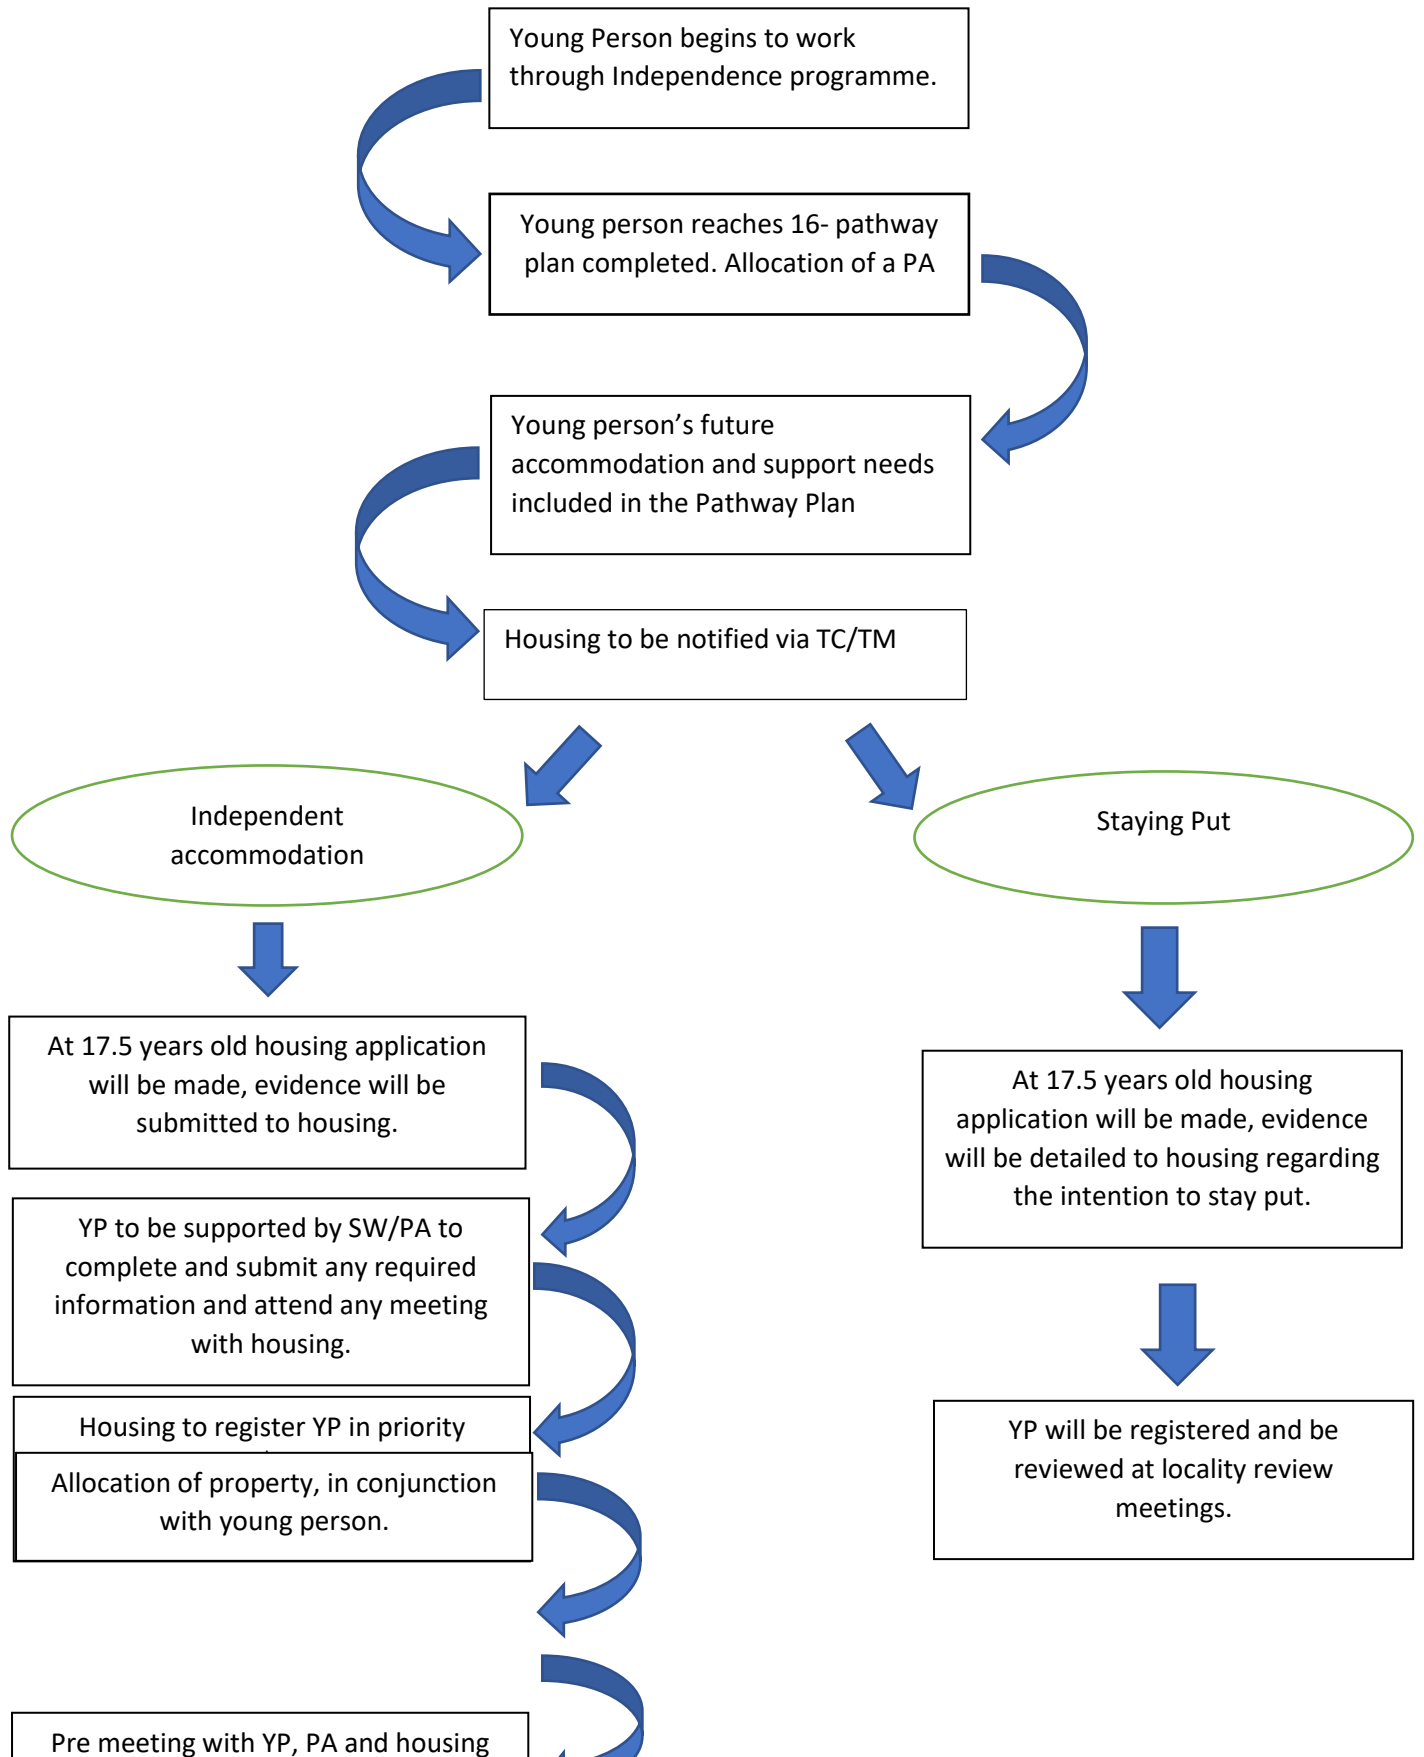 Young Person begins to work
through Independence programme.
Young person reaches 16- pathway
plan completed. Allocation of a PA
Young person’s future
accommodation and support needs
included in the Pathway Plan
Housing to be notified via TC/TM
Independent
accommodation
Staying Put
At 17.5 years old housing application
will be made, evidence will be
submitted to housing.
At 17.5 years old housing
application will be made, evidence
will be detailed to housing regarding
the intention to stay put.
YP to be supported by SW/PA to
complete and submit any required
information and attend any meeting
with housing.
Housing to register YP in priority
Allocation of property, in conjunction
with young person.
YP will be registered and be
reviewed at locality review
meetings.
Pre meeting with YP, PA and housing